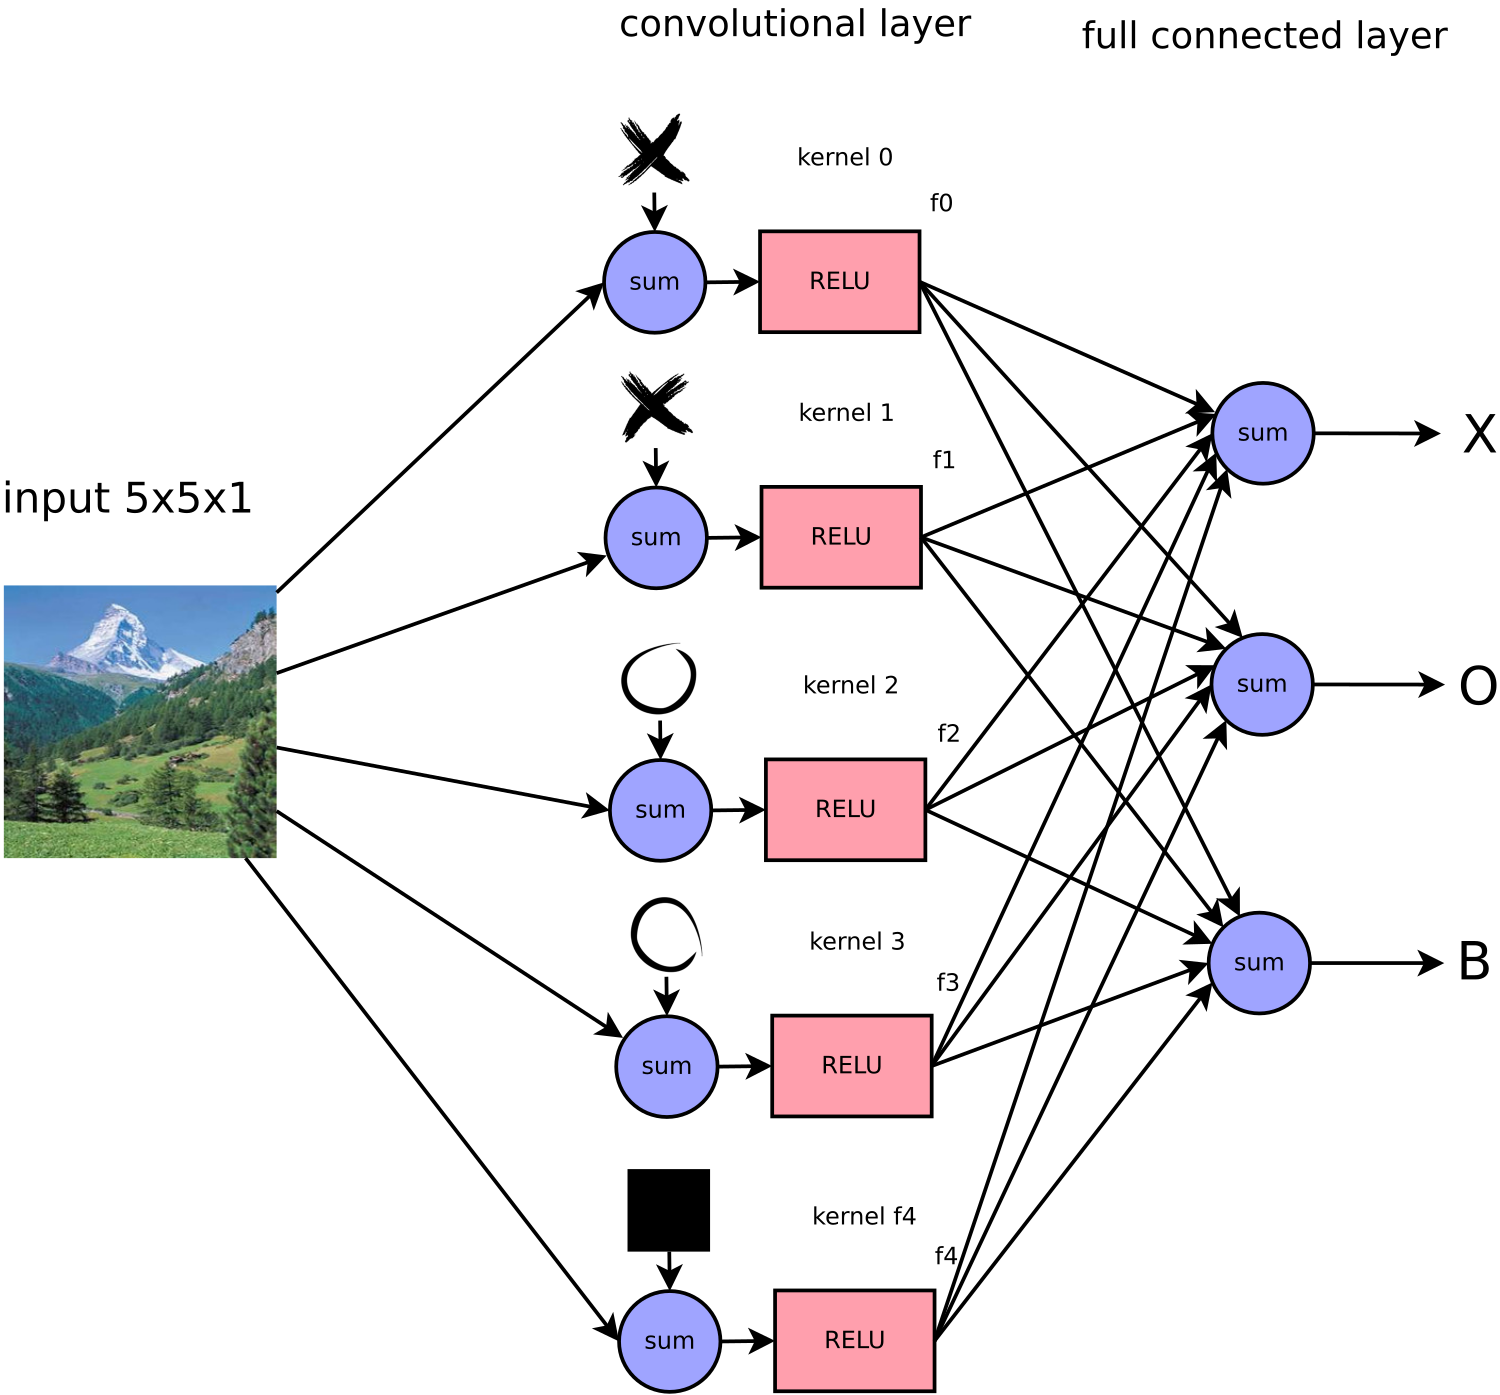 convolutional layer
full connected layer
kernel 0
f0
sum
RELU
kernel 1
f1
sum
RELU
sum
X
input 5x5x1
kernel 2
f2
sum
RELU
sum
O
kernel 3
f3
sum
RELU
sum
B
kernel f4
f4
sum
RELU